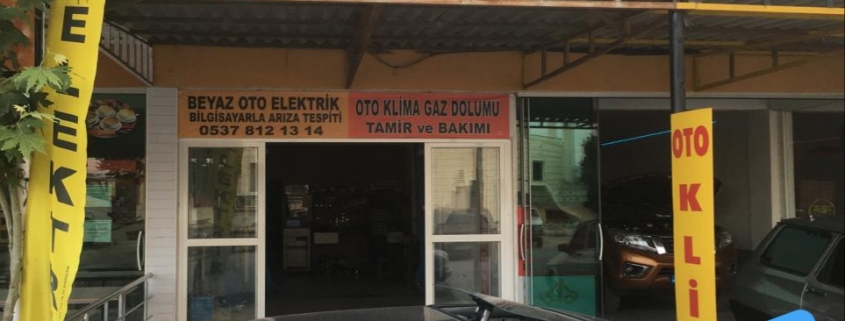 BEYAZ OTO ELEKTRİK
BİLGİSAYARLA ARIZA TESPİTİ
0537 812 13 14
OTO KLİMA GAZ DOLUMU
TAMİR ve BAKIMI
OTO
KLİ
ELEKTR